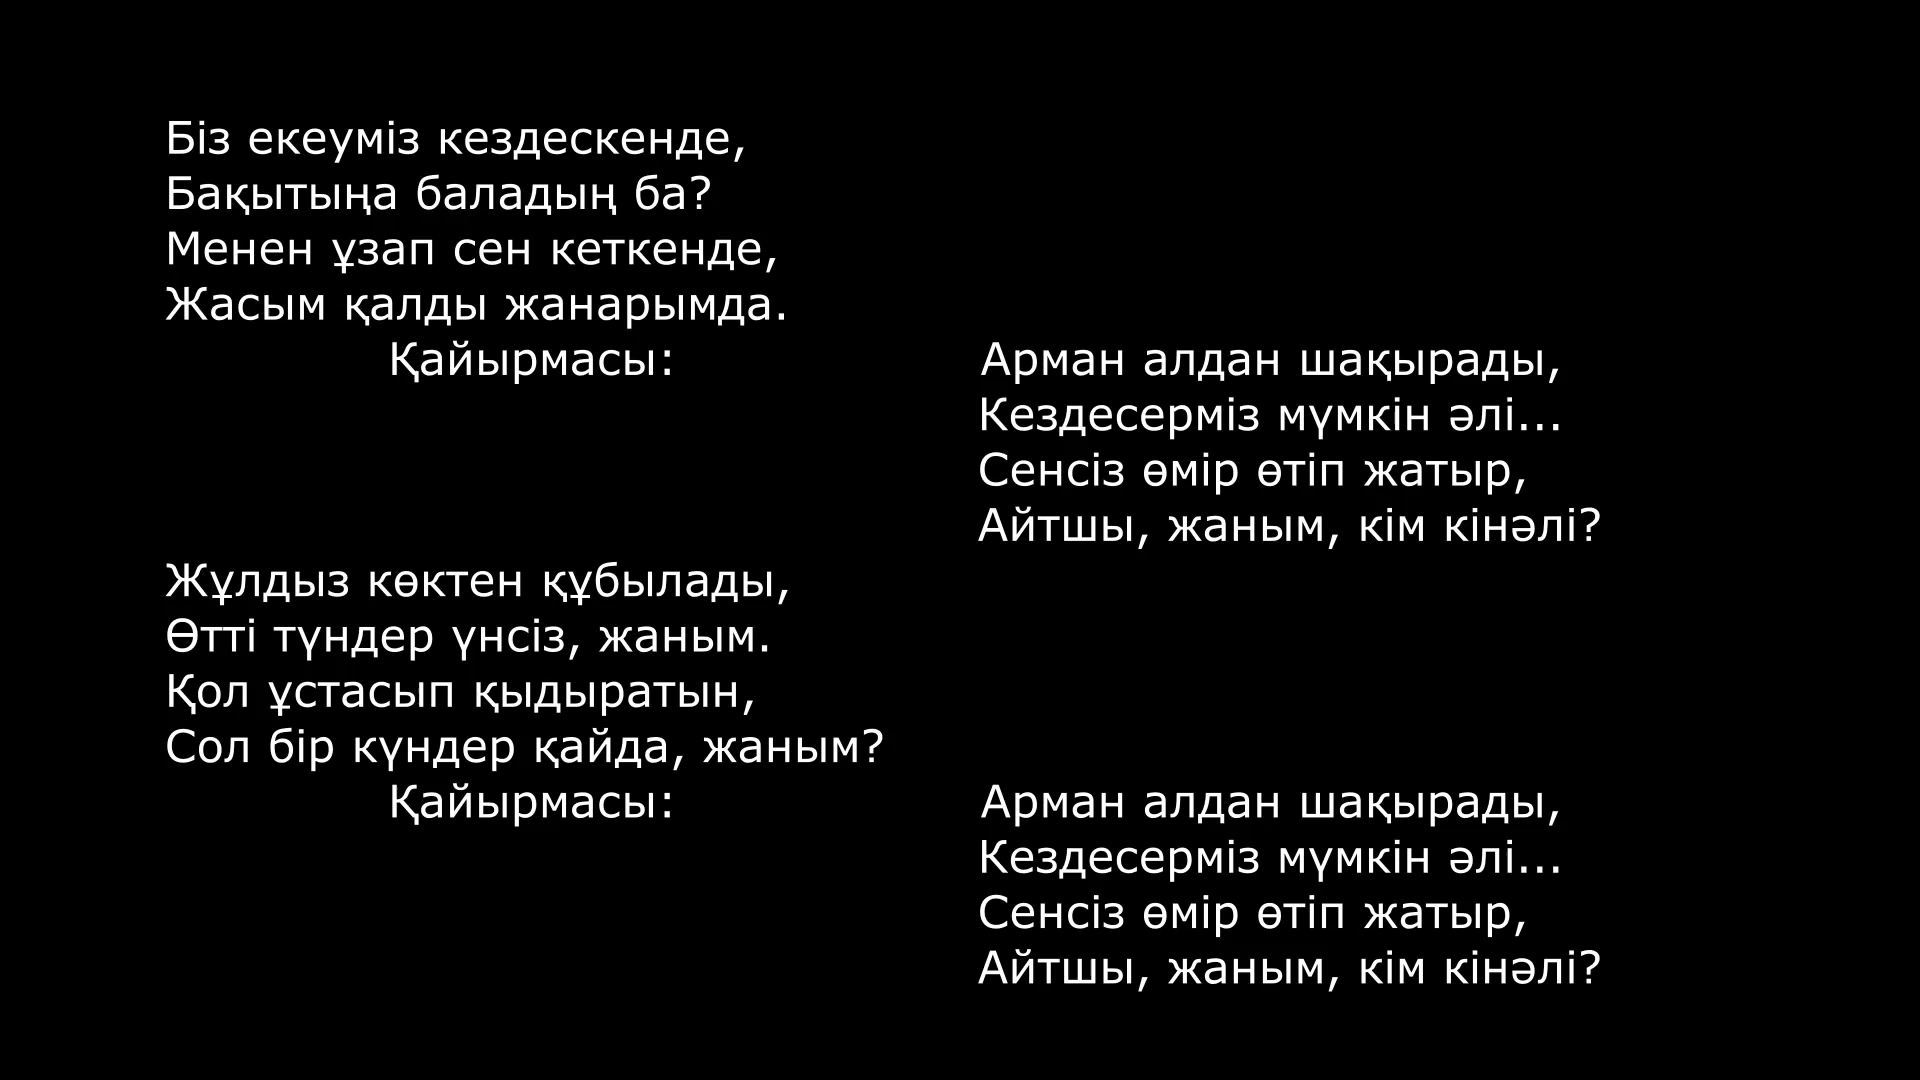 Біз екеуміз кездескенде,
Бақытыңа баладың ба?
Менен ұзап сен кеткенде,
Жасым қалды жанарымда.
Қайырмасы:
Арман алдан шақырады,
Кездесерміз мүмкін әлі...
Сенсіз өмір өтіп жатыр,
Айтшы, жаным, кім кінәлі?
Жұлдыз көктен құбылады,
Өтті түндер үнсіз, жаным.
Қол ұстасып қыдыратын,
Сол бір күндер қайда, жаным?
Қайырмасы:
Арман алдан шақырады,
Кездесерміз мүмкін әлі...
Сенсіз өмір өтіп жатыр,
Айтшы, жаным, кім кінәлі?